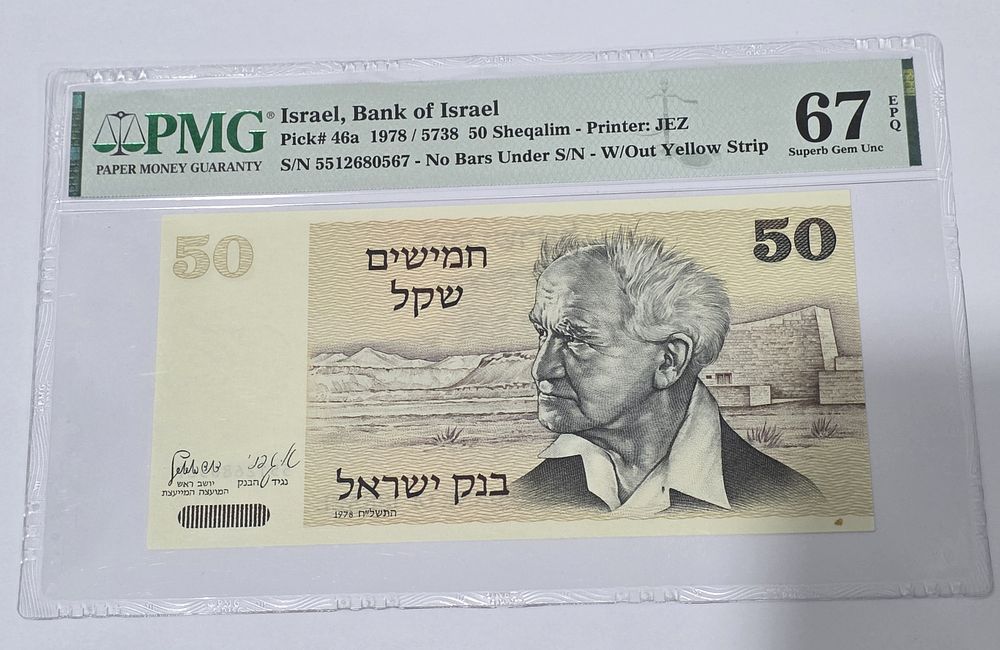 PMG®
PAPER MONEY GUARANTY
Israel, Bank of Israel
Pick# 46a 1978 / 5738 50 Sheqalim - Printer: JEZ
S/N 5512680567 - No Bars Under S/N - W/Out Yellow Strip
67
EPQ
Superb Gem Unc
50
50
חמישים
שקל
נגיד הבנק
יושב ראש
המועצה המייעצת
בנק ישראל
התשל"ח 1978